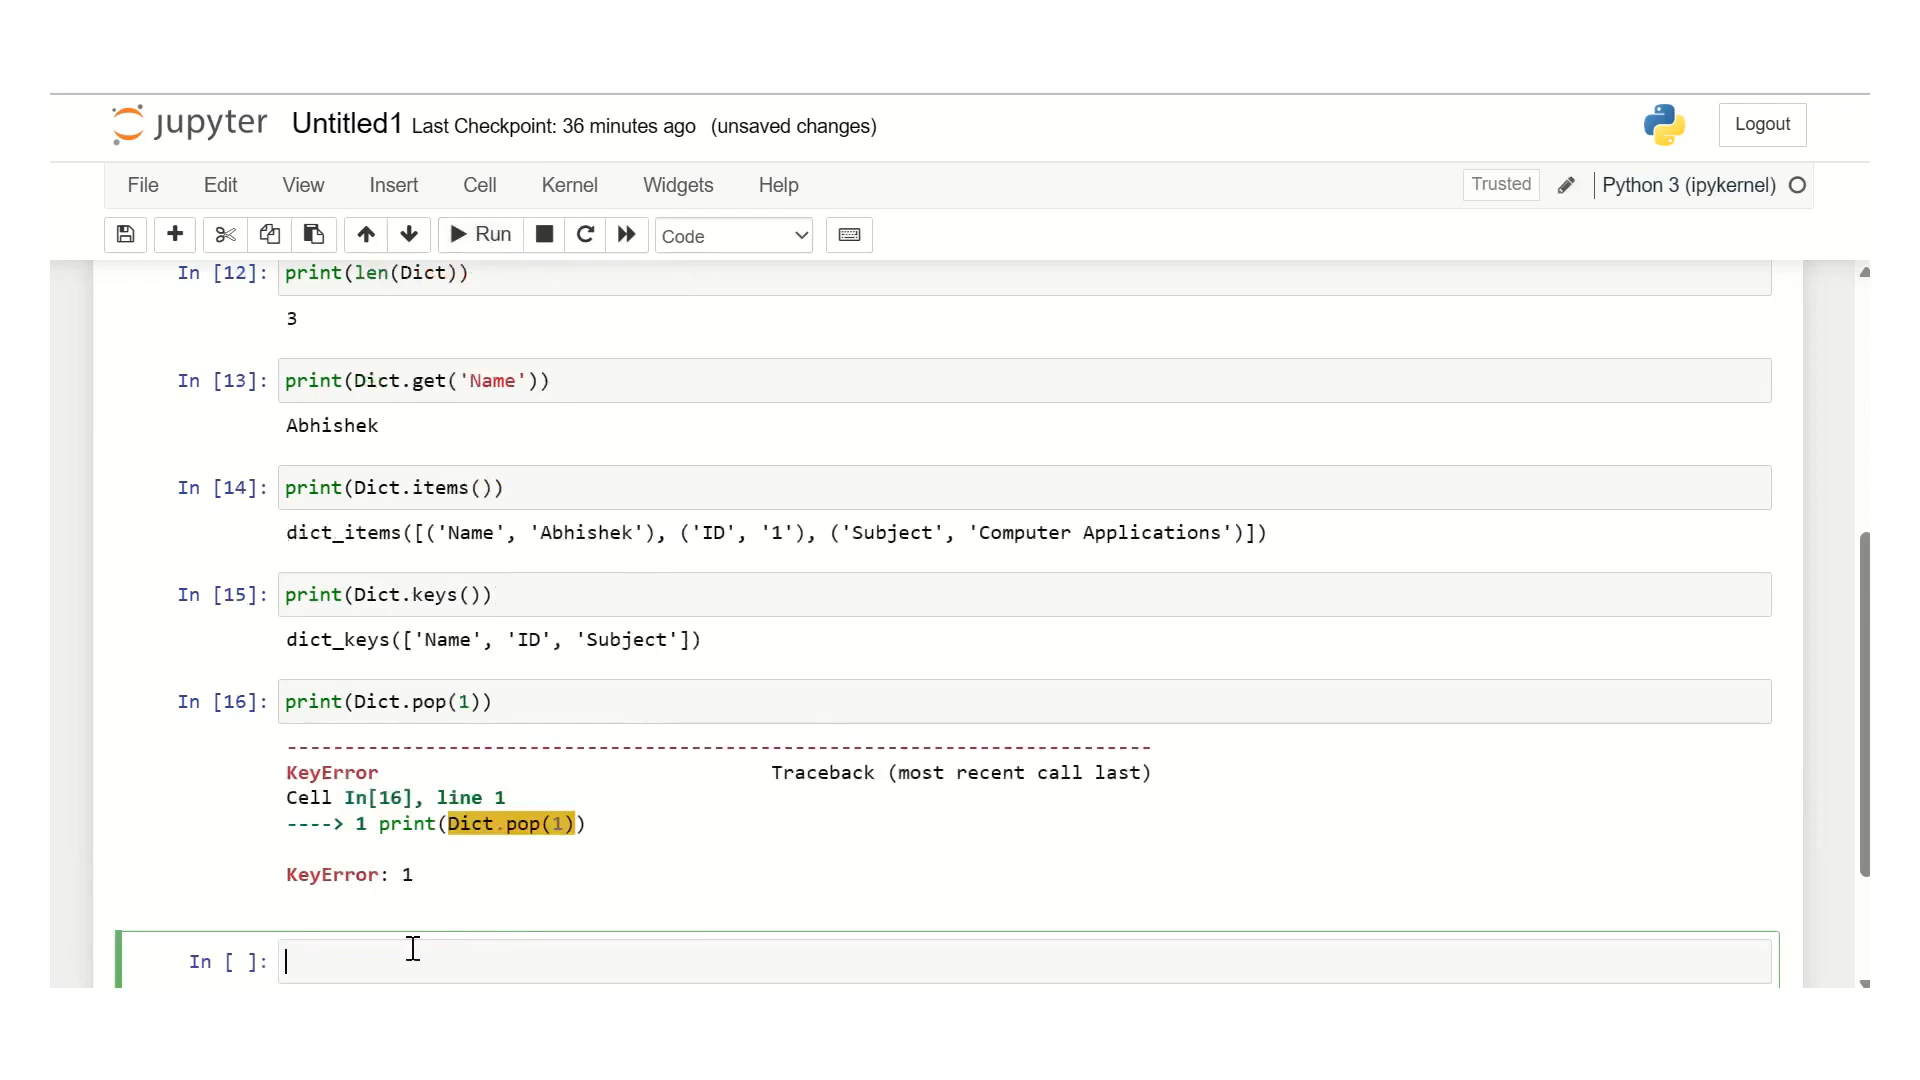 jupyter Untitled1 Last Checkpoint: 36 minutes ago (unsaved changes) Logout
File Edit View Insert Cell Kernel Widgets Help Trusted Python 3 (ipykernel)
Run Code
In [12]: print(len(Dict))
3
In [13]: print(Dict.get('Name'))
Abhishek
In [14]: print(Dict.items())
dict_items([('Name', 'Abhishek'), ('ID', '1'), ('Subject', 'Computer Applications')])
In [15]: print(Dict.keys())
dict_keys(['Name', 'ID', 'Subject'])
In [16]: print(Dict.pop(1))
---------------------------------------------------------------------------
KeyError Traceback (most recent call last)
Cell In[16], line 1
----> 1 print(Dict.pop(1))
KeyError: 1
In [ ]: